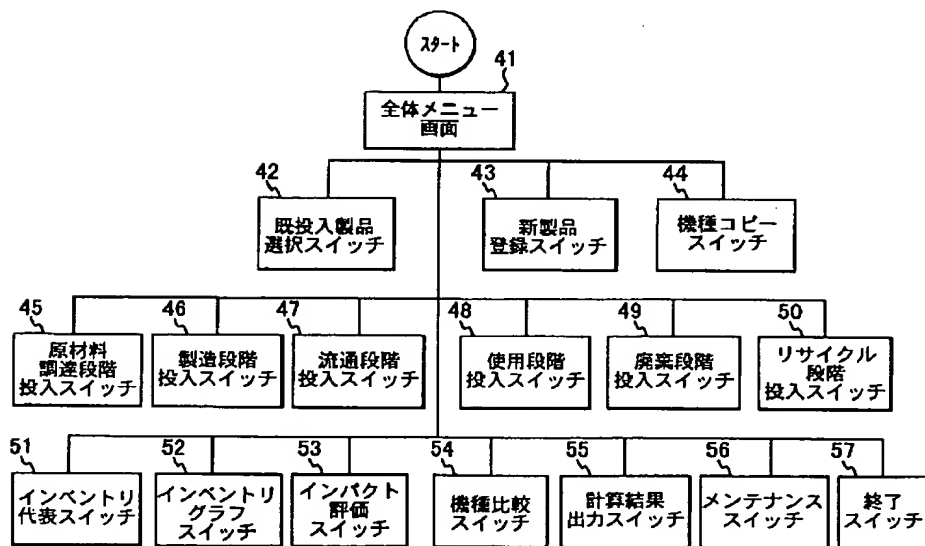 スタート
41
全体メニュー
画面
42
既投入製品
選択スイッチ
43
新製品
登録スイッチ
44
機種コピー
スイッチ
45
原材料
調達段階
投入スイッチ
46
製造段階
投入スイッチ
47
流通段階
投入スイッチ
48
使用段階
投入スイッチ
49
廃棄段階
投入スイッチ
50
リサイクル
段階
投入スイッチ
51
インベントリ
代表スイッチ
52
インベントリ
グラフ
スイッチ
53
インパクト
評価
スイッチ
54
機種比較
スイッチ
55
計算結果
出力スイッチ
56
メンテナンス
スイッチ
57
終了
スイッチ